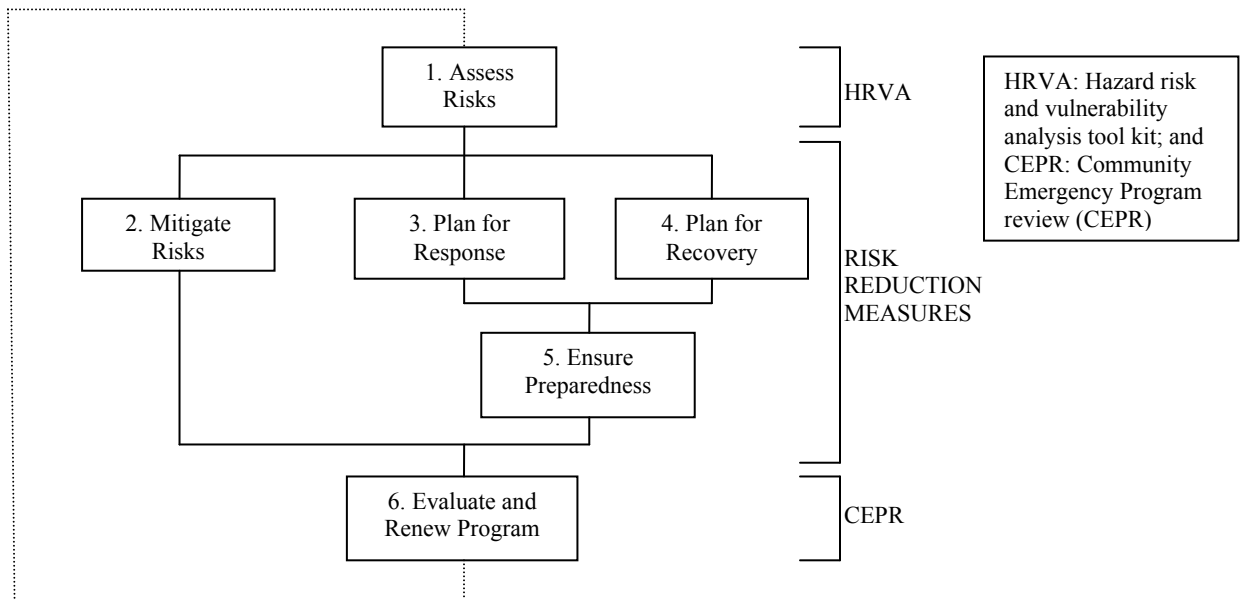 1. Assess
Risks
HRVA
HRVA: Hazard risk
and vulnerability
analysis tool kit; and
CEPR: Community
Emergency Program
review (CEPR)
2. Mitigate
Risks
3. Plan for
Response
4. Plan for
Recovery
RISK
REDUCTION
MEASURES
5. Ensure
Preparedness
6. Evaluate and
Renew Program
CEPR